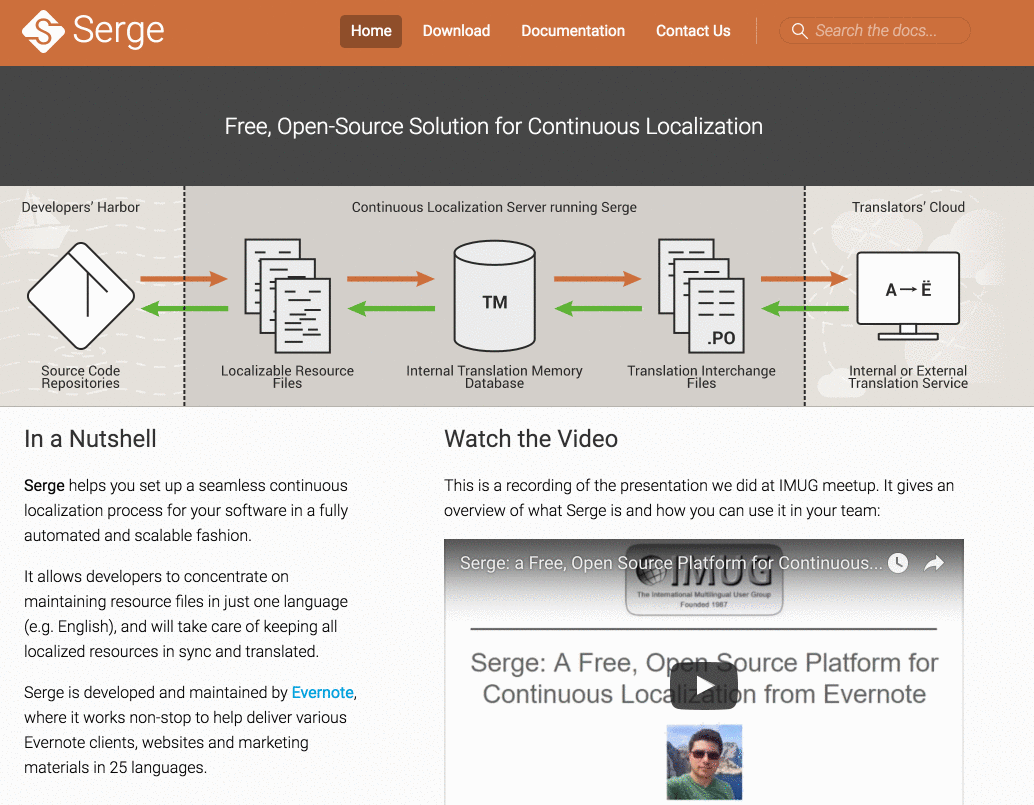 Serge
Home Download Documentation Contact Us Search the docs...
Free, Open-Source Solution for Continuous Localization
Developers’ Harbor
Continuous Localization Server running Serge
Translators’ Cloud
TM
.PO
A→Ë
Source Code
Repositories
Localizable Resource
Files
Internal Translation Memory
Database
Translation Interchange
Files
Internal or External
Translation Service
In a Nutshell
Serge helps you set up a seamless continuous
localization process for your software in a fully
automated and scalable fashion.
It allows developers to concentrate on
maintaining resource files in just one language
(e.g. English), and will take care of keeping all
localized resources in sync and translated.
Serge is developed and maintained by Evernote,
where it works non-stop to help deliver various
Evernote clients, websites and marketing
materials in 25 languages.
Watch the Video
This is a recording of the presentation we did at IMUG meetup. It gives an
overview of what Serge is and how you can use it in your team:
Serge: a Free, Open Source Platform for Continuous...
IMUG
The International Multilingual User Group
Founded 1987
Serge: A Free, Open Source Platform for
Continuous Localization from Evernote